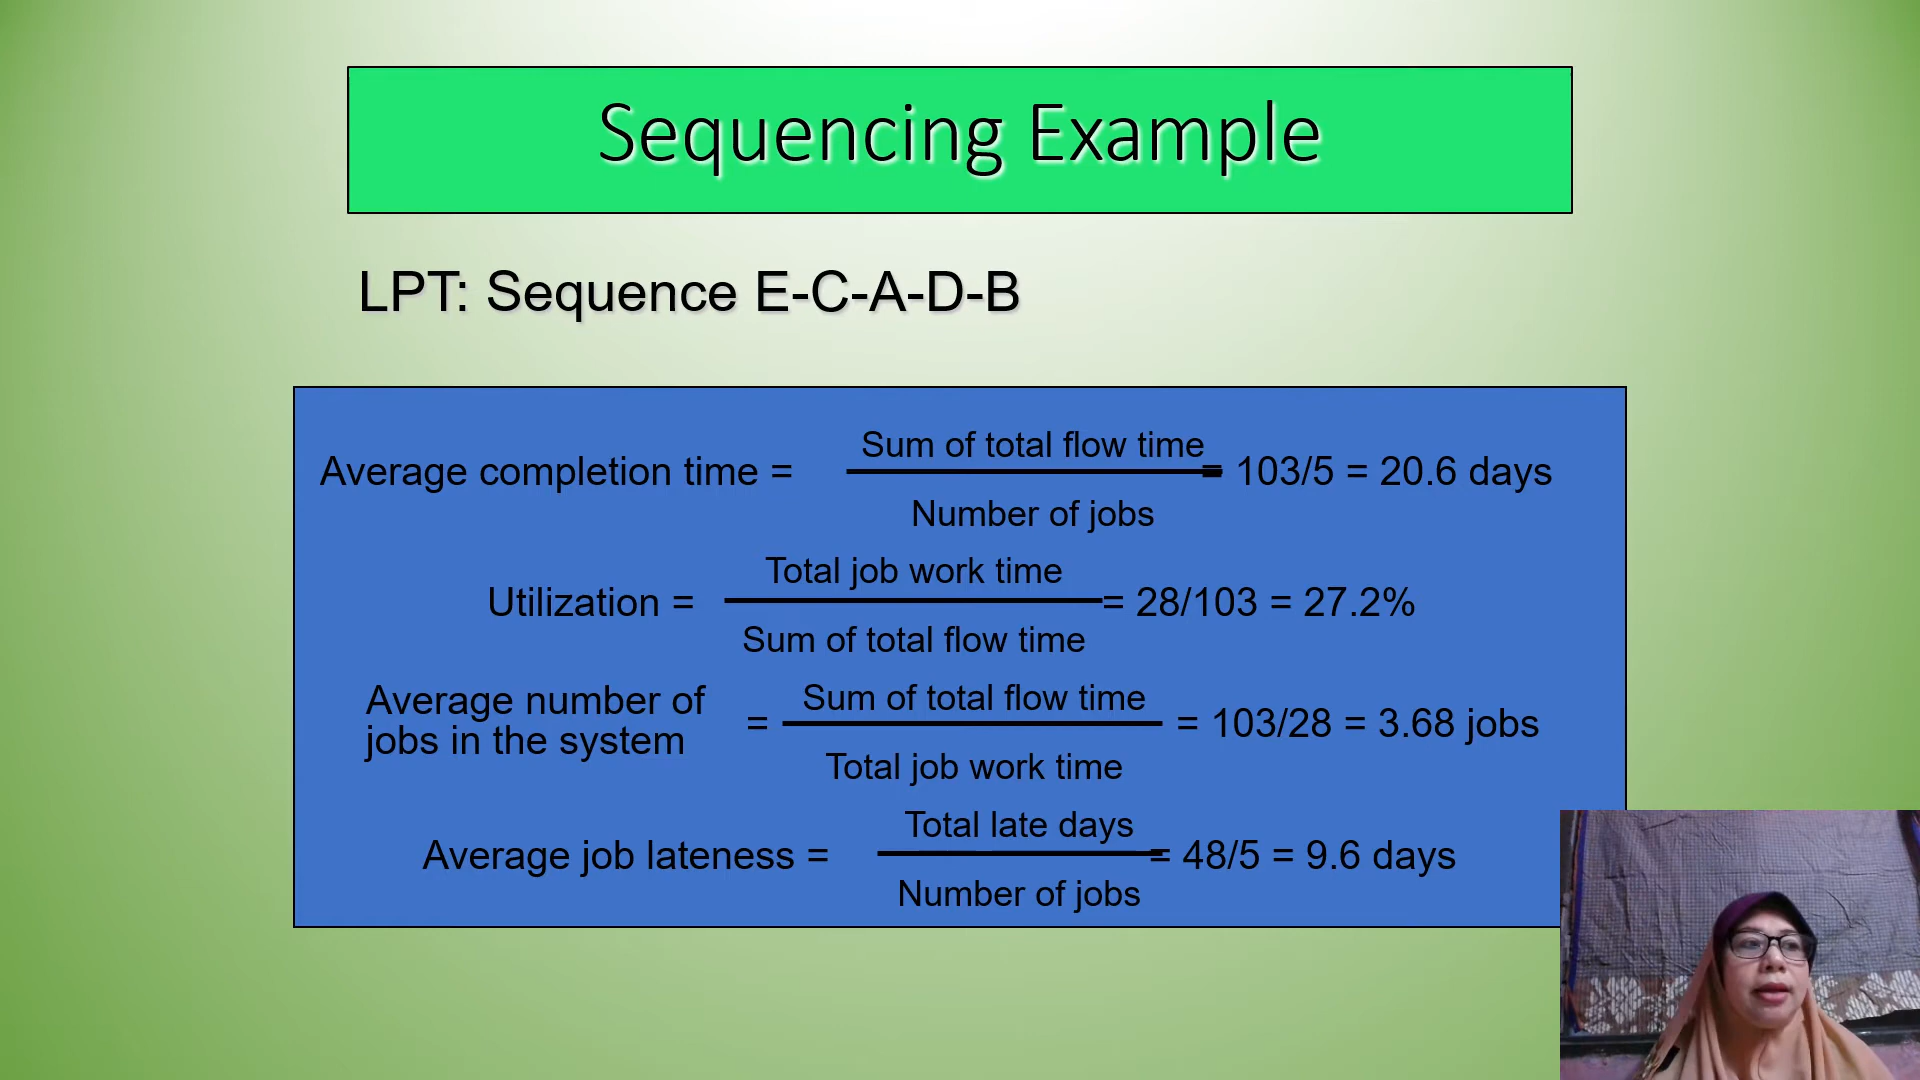 Sequencing Example
LPT: Sequence E-C-A-D-B
Sum of total flow time
Average completion time = = 103/5 = 20.6 days
Number of jobs
Total job work time
Utilization = = 28/103 = 27.2%
Sum of total flow time
Average number of
jobs in the system
Sum of total flow time
= = 103/28 = 3.68 jobs
Total job work time
Total late days
Average job lateness = = 48/5 = 9.6 days
Number of jobs